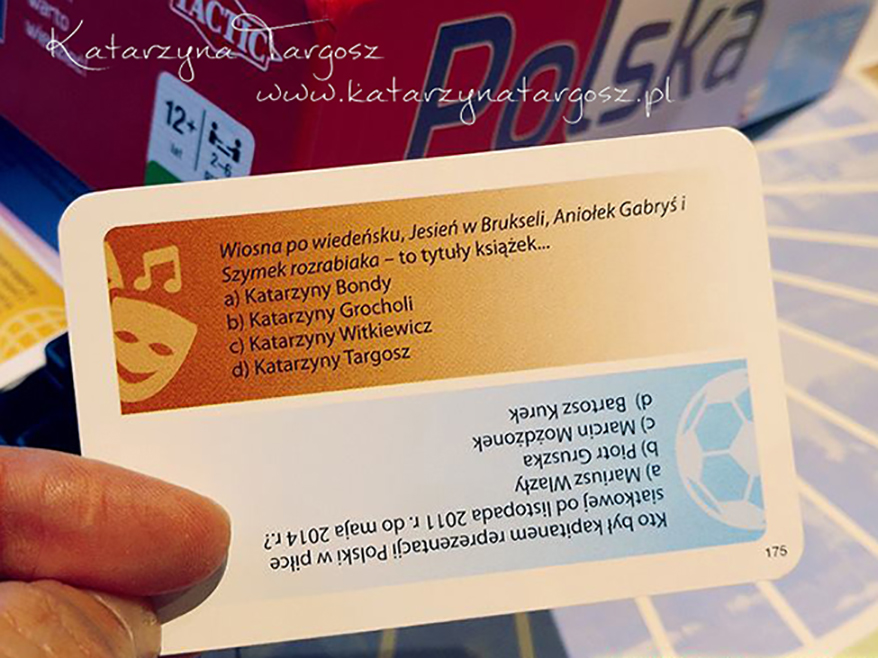 Katarzyna Targosz
www.katarzynatargosz.pl
TACTIC
warto
Polska
12+
lat
2-6
Wiosna po wiedeńsku, Jesień w Brukseli, Aniołek Gabryś i
Szymek rozrabiaka – to tytuły książek...
a) Katarzyny Bondy
b) Katarzyny Grocholi
c) Katarzyny Witkiewicz
d) Katarzyny Targosz
Kto był kapitanem reprezentacji Polski w piłce
siatkowej od listopada 2011 r. do maja 2014 r.?
a) Mariusz Wlazły
b) Piotr Gruszka
c) Marcin Możdżonek
d) Bartosz Kurek
175